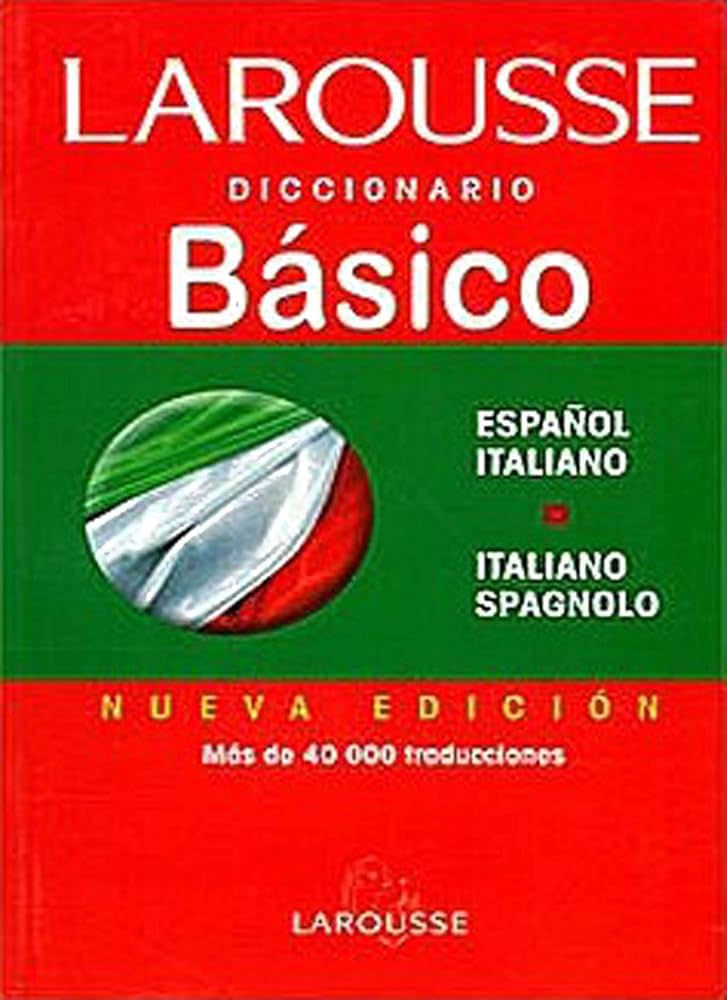 LAROUSSE
DICCIONARIO
Básico
ESPAÑOL
ITALIANO
ITALIANO
SPAGNOLO
NUEVA EDICIÓN
Más de 40 000 traducciones
LAROUSSE